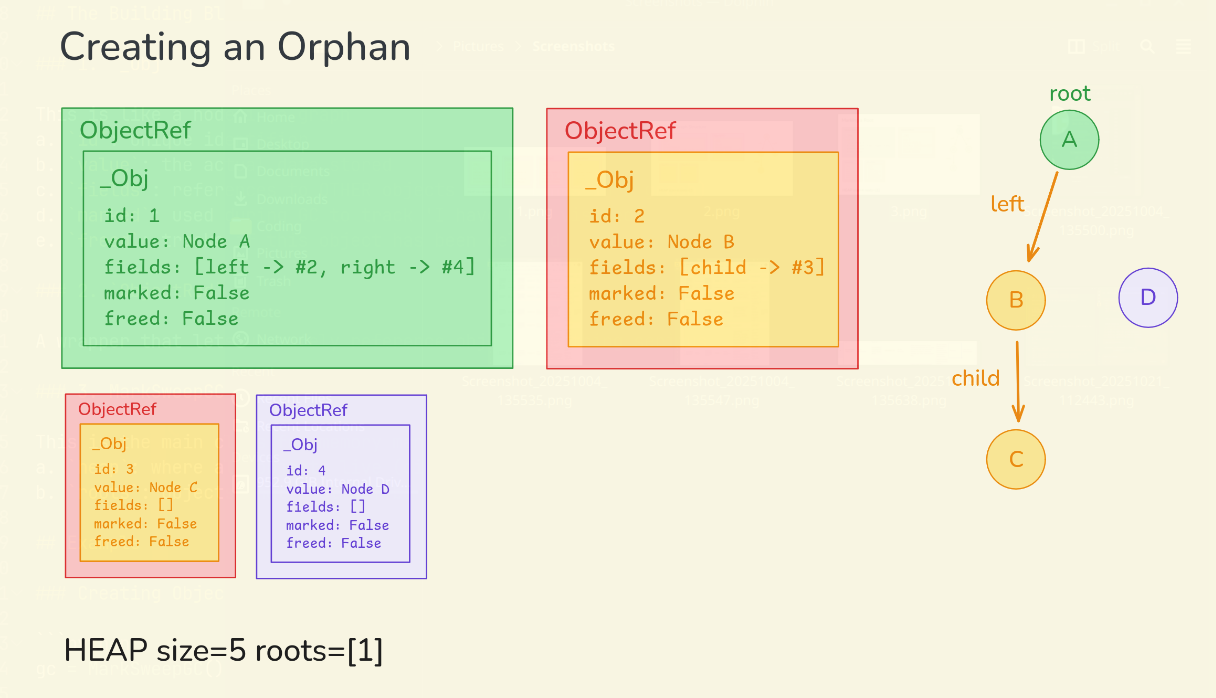 Creating an Orphan
ObjectRef
_Obj
id: 1
value: Node A
fields: [left -> #2, right -> #4]
marked: False
freed: False
ObjectRef
_Obj
id: 2
value: Node B
fields: [child -> #3]
marked: False
freed: False
ObjectRef
_Obj
id: 3
value: Node C
fields: []
marked: False
freed: False
ObjectRef
_Obj
id: 4
value: Node D
fields: []
marked: False
freed: False
root
A
left
B
D
child
C
HEAP size=5 roots=[1]